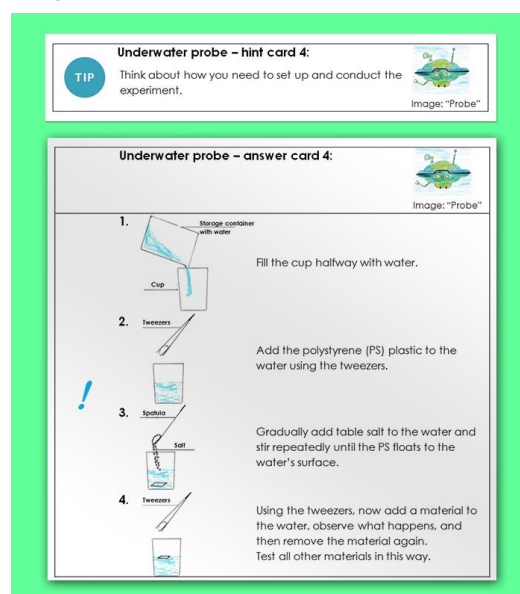 Underwater probe – hint card 4:
TIP
Think about how you need to set up and conduct the
experiment.
Image: “Probe”
Underwater probe – answer card 4:
Image: “Probe”
1.
Storage container
with water
Cup
Fill the cup halfway with water.
2.
Tweezers
Add the polystyrene (PS) plastic to the
water using the tweezers.
!
3.
Spatula
Salt
Gradually add table salt to the water and
stir repeatedly until the PS floats to the
water’s surface.
4.
Tweezers
Using the tweezers, now add a material to
the water, observe what happens, and
then remove the material again.
Test all other materials in this way.